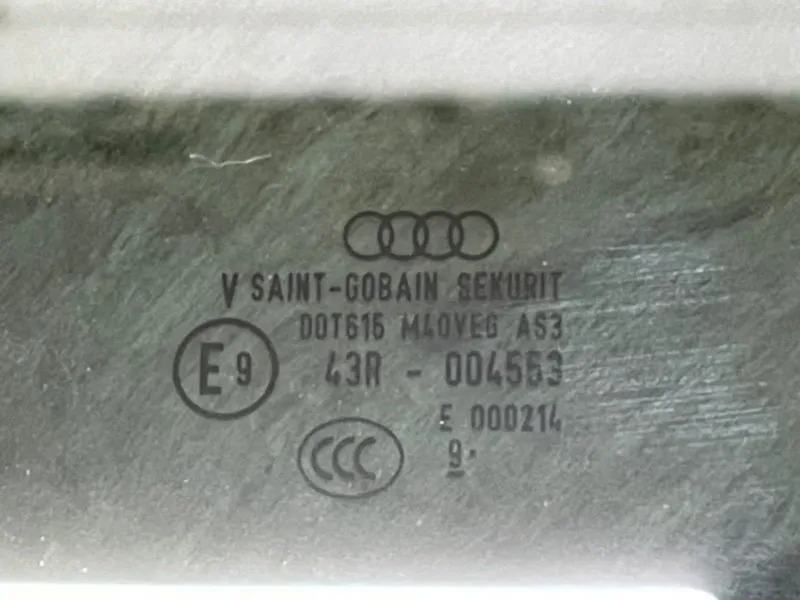 V SAINT-GOBAIN SEKURIT
DOT615 M40VEG AS3
E9 43R - 004553
E 000214
CCC
9.